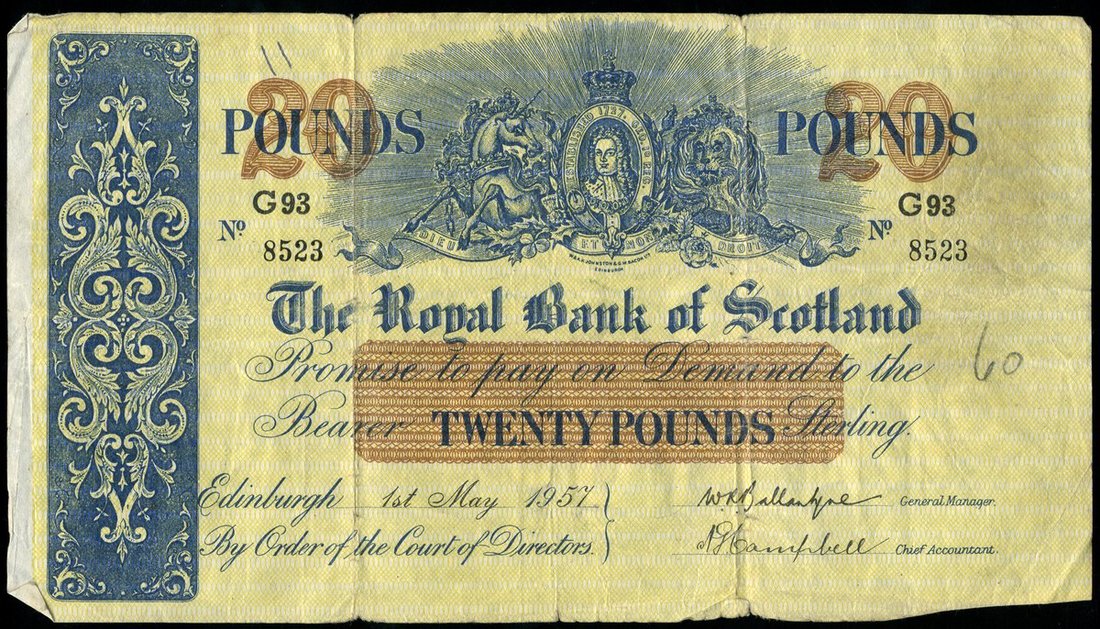 11
20 20
POUNDS POUNDS
ESTABLISHED 1727.
G93 G93
Nº 8523 Nº 8523
DIEU ET MON DROIT
W.& A.K. JOHNSTON & G.W. BACON LTD
EDINBURGH
The Royal Bank of Scotland
60
Promise to pay on Demand to the
Bearer TWENTY POUNDS Sterling.
Edinburgh 1st May 1957 W.R. Ballantyne General Manager.
By Order of the Court of Directors. A G Campbell Chief Accountant.